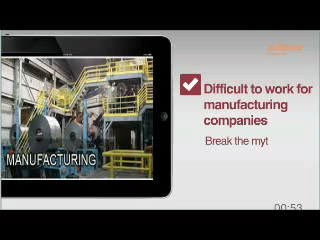 Difficult to work for
manufacturing
companies
Break the myt
MANUFACTURING
00:53